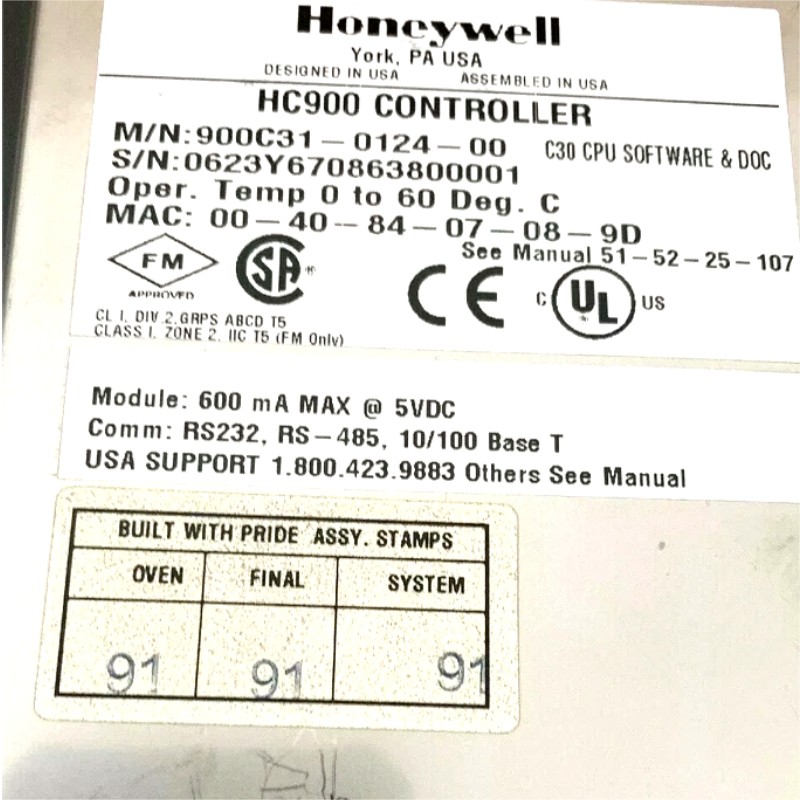 Honeywell
York, PA USA
DESIGNED IN USA ASSEMBLED IN USA
HC900 CONTROLLER
M/N:900C31-0124-00 C30 CPU SOFTWARE & DOC
S/N:0623Y670863800001
Oper. Temp 0 to 60 Deg. C
MAC: 00-40-84-07-08-9D
See Manual 51-52-25-107
FM
APPROVED
SA
CE
C UL US
CL I, DIV 2,GRPS ABCD T5
CLASS I, ZONE 2, IIC T5 (FM Only)
Module: 600 mA MAX @ 5VDC
Comm: RS232, RS-485, 10/100 Base T
USA SUPPORT 1.800.423.9883 Others See Manual
BUILT WITH PRIDE ASSY. STAMPS
OVEN FINAL SYSTEM
91 91 91